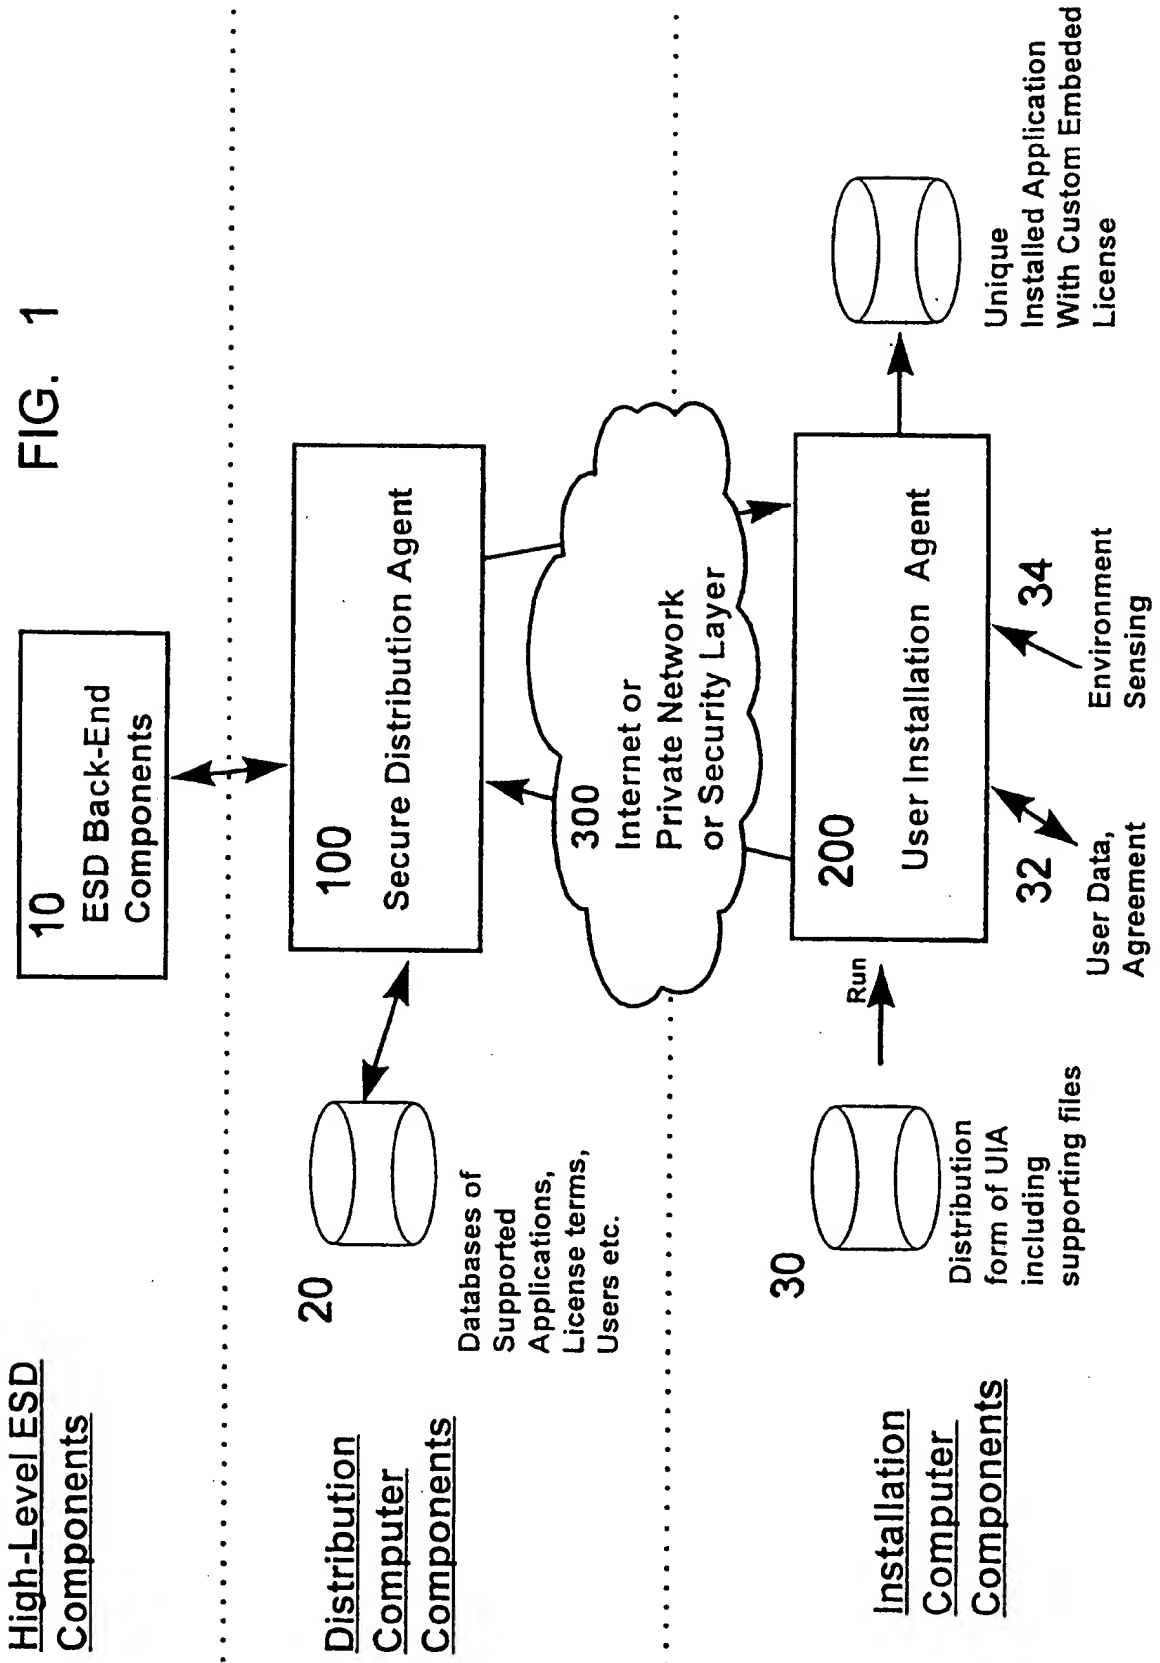 FIG. 1
High-Level ESD
Components
10
ESD Back-End
Components
Distribution
Computer
Components
20
Databases of
Supported
Applications,
License terms,
Users etc.
100
Secure Distribution Agent
300
Internet or
Private Network
or Security Layer
Installation
Computer
Components
30
Distribution
form of UIA
including
supporting files
Run
200
User Installation Agent
32
User Data,
Agreement
34
Environment
Sensing
Unique
Installed Application
With Custom Embeded
License